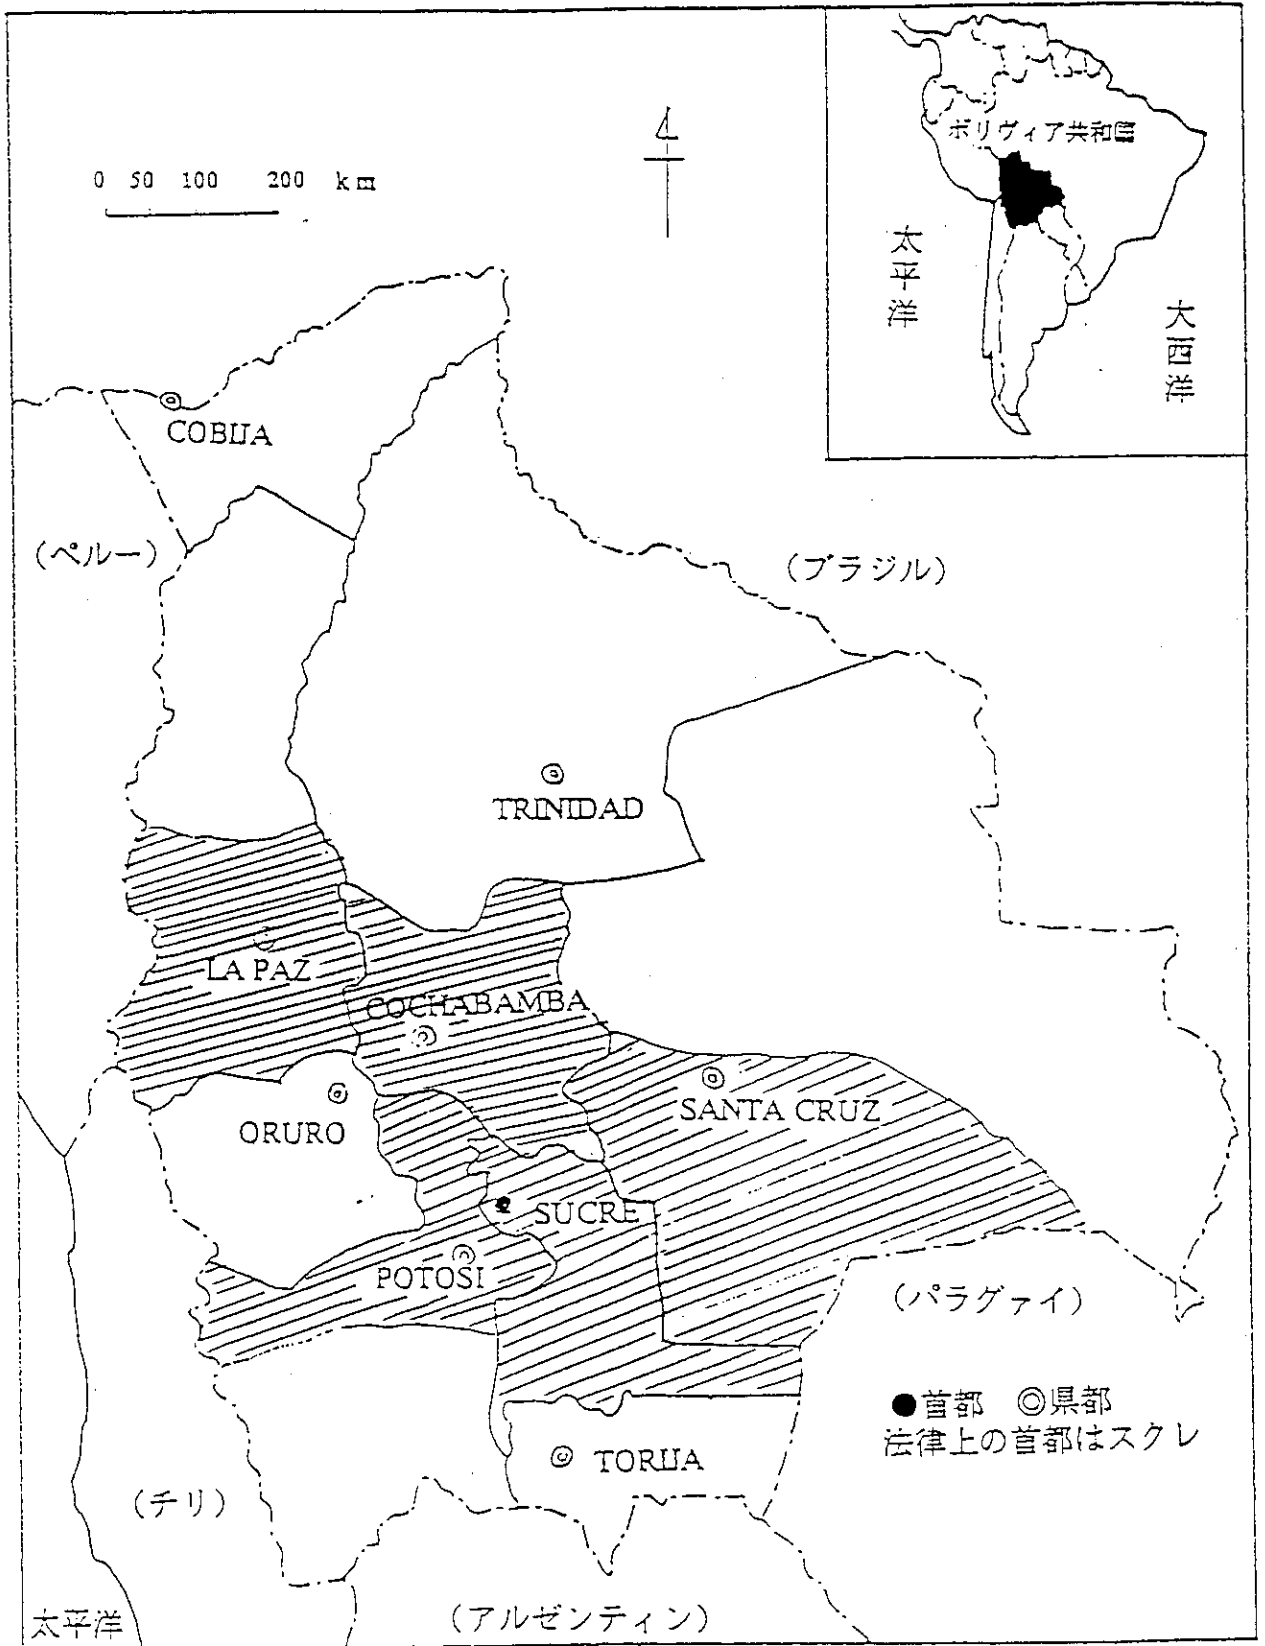 ボリヴィア共和国
太平洋
大西洋
0 50 100 200 km
COBIJA
(ペルー)
(ブラジル)
TRINIDAD
LA PAZ
COCHABAMBA
SANTA CRUZ
ORURO
SUCRE
POTOSI
(パラグァイ)
●首都 ◎県都
法律上の首都はスクレ
TORIJA
(チリ)
太平洋
(アルゼンティン)